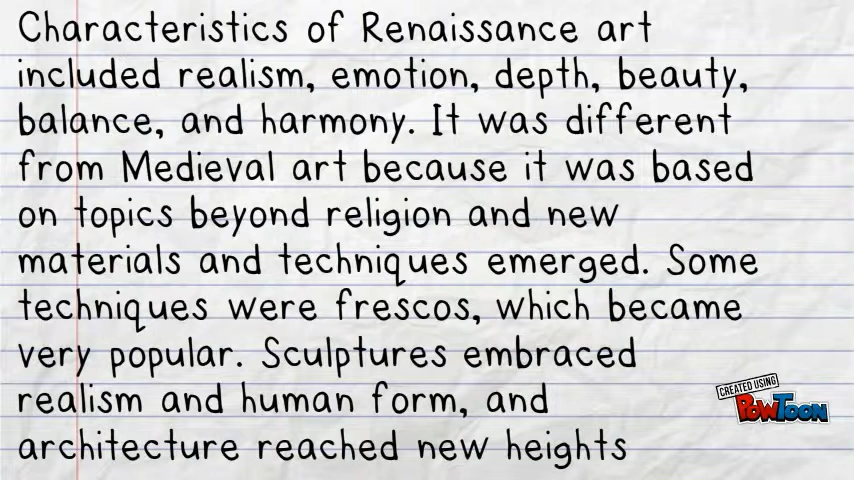 Characteristics of Renaissance art
included realism, emotion, depth, beauty,
balance, and harmony. It was different
from Medieval art because it was based
on topics beyond religion and new
materials and techniques emerged. Some
techniques were frescos, which became
very popular. Sculptures embraced
realism and human form, and
architecture reached new heights
CREATED USING
POWTOON